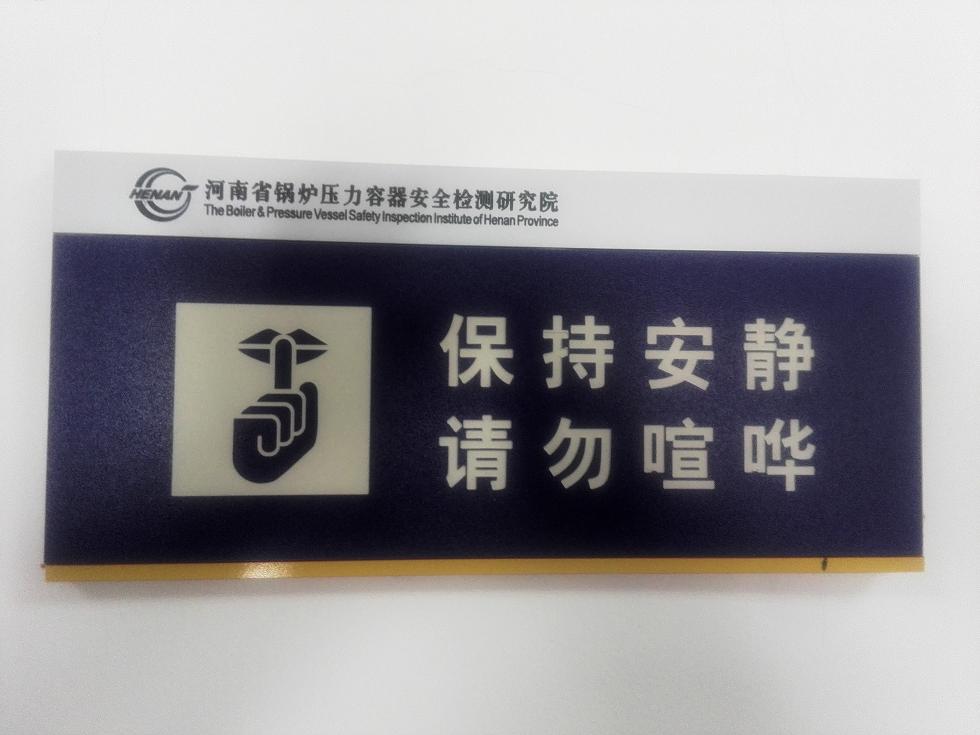 HENAN
河南省锅炉压力容器安全检测研究院
The Boiler & Pressure Vessel Safety Inspection Institute of Henan Province
保持安静
请勿喧哗